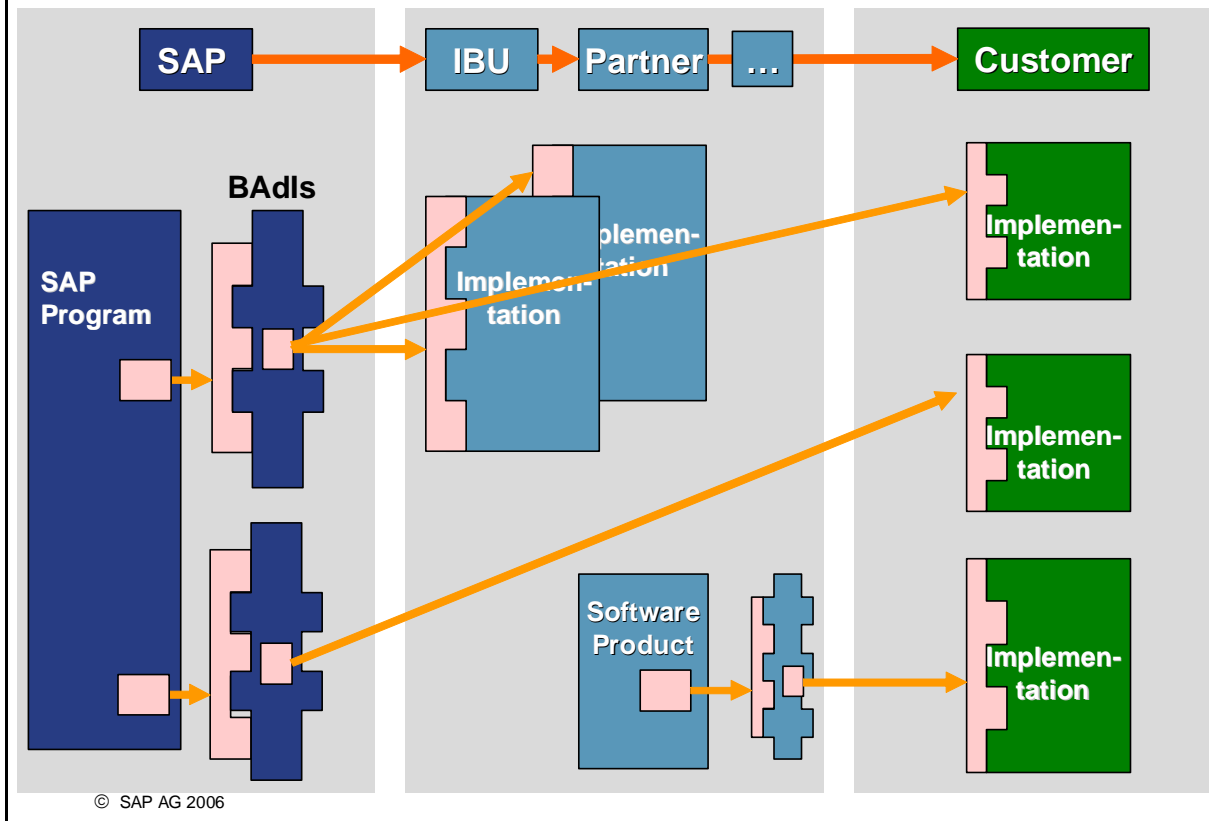 SAP
IBU
Partner
...
Customer
BAdIs
SAP
Program
Implemen-
tation
plemen-
tation
Implemen-
tation
Implemen-
tation
Software
Product
Implemen-
tation
© SAP AG 2006